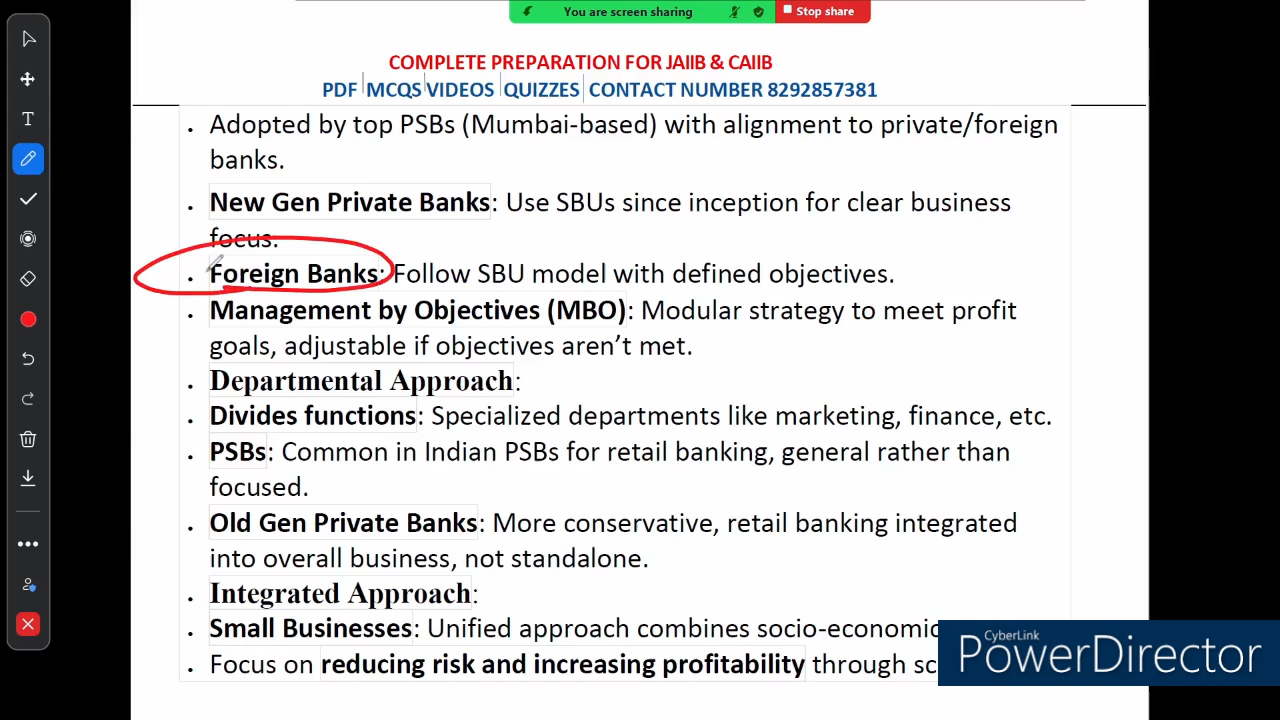 You are screen sharing
Stop share
COMPLETE PREPARATION FOR JAIIB & CAIIB
PDF MCQS VIDEOS QUIZZES CONTACT NUMBER 8292857381
• Adopted by top PSBs (Mumbai-based) with alignment to private/foreign
banks.
• New Gen Private Banks: Use SBUs since inception for clear business
focus.
• Foreign Banks: Follow SBU model with defined objectives.
• Management by Objectives (MBO): Modular strategy to meet profit
goals, adjustable if objectives aren’t met.
• Departmental Approach:
• Divides functions: Specialized departments like marketing, finance, etc.
• PSBs: Common in Indian PSBs for retail banking, general rather than
focused.
• Old Gen Private Banks: More conservative, retail banking integrated
into overall business, not standalone.
• Integrated Approach:
• Small Businesses: Unified approach combines socio-economic
• Focus on reducing risk and increasing profitability through
CyberLink
PowerDirector